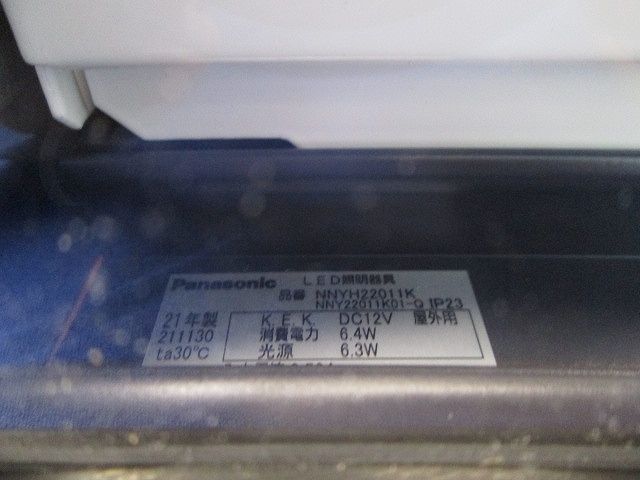 Panasonic LED照明器具
品番 NNYH22011K
NNY22011K01-Q IP23
21年製 K.E.K. DC12V 屋外用
211130 消費電力 6.4W
ta30℃ 光源 6.3W